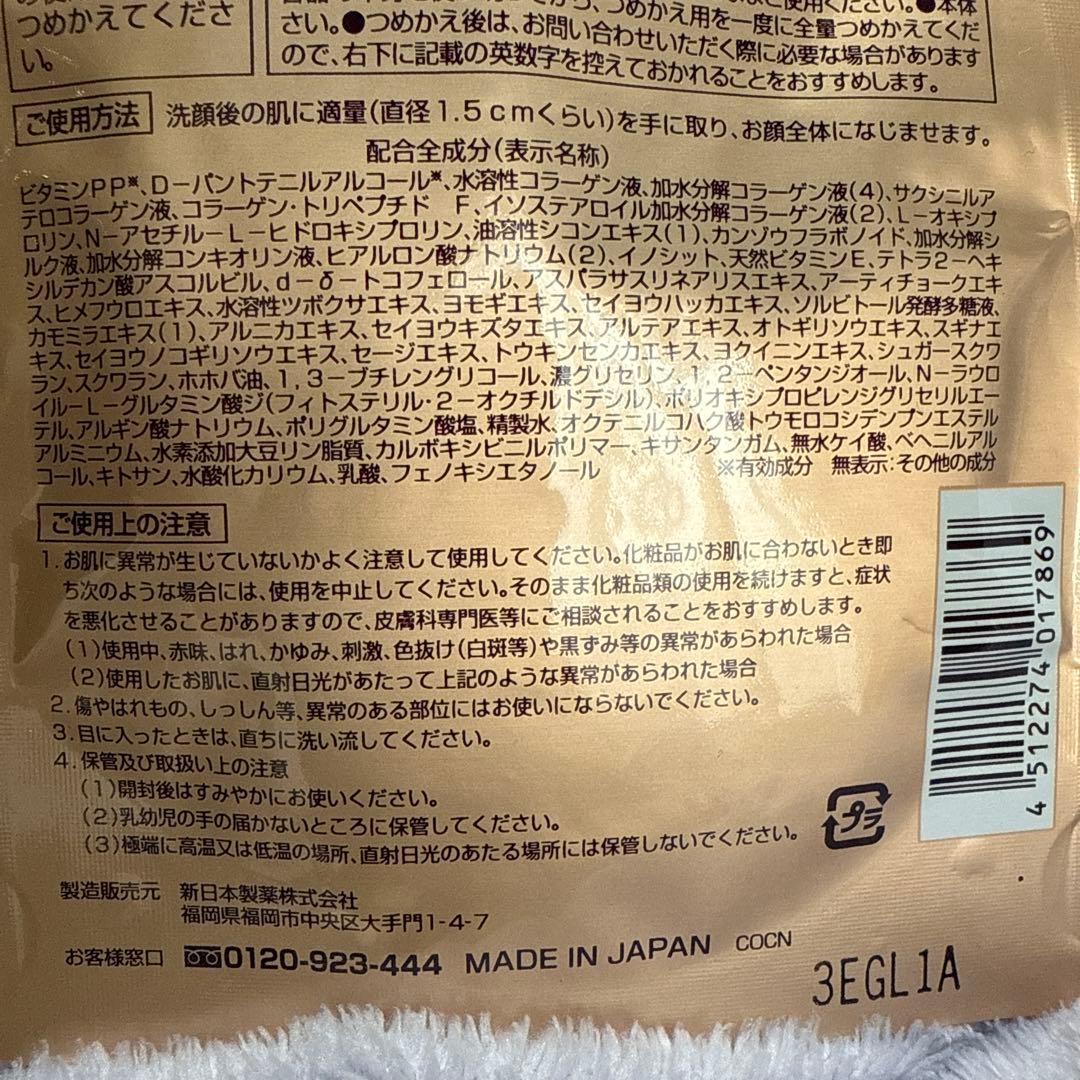 つめかえてくださ
い。
さい。●つめかえ後は、お問い合わせいただく際に必要な場合があります
ので、右下に記載の英数字を控えておかれることをおすすめします。
ご使用方法 洗顔後の肌に適量(直径1.5cmくらい)を手に取り、お顔全体になじませます。
配合全成分(表示名称)
ビタミンPP※、D-パントテニルアルコール※、水溶性コラーゲン液、加水分解コラーゲン液(4)、サクシニルア
テロコラーゲン液、コラーゲン・トリペプチド F、イソステアロイル加水分解コラーゲン液(2)、L-オキシプ
ロリン、N-アセチル-L-ヒドロキシプロリン、油溶性シコンエキス(1)、カンゾウフラボノイド、加水分解シ
ルク液、加水分解コンキオリン液、ヒアルロン酸ナトリウム(2)、イノシット、天然ビタミンE、テトラ2-ヘキ
シルデカン酸アスコルビル、d-δ-トコフェロール、アスパラサスリネアリスエキス、アーティチョークエキ
ス、ヒメフウロエキス、水溶性ツボクサエキス、ヨモギエキス、セイヨウハッカエキス、ソルビトール発酵多糖液、
カモミラエキス(1)、アルニカエキス、セイヨウキズタエキス、アルテアエキス、オトギリソウエキス、スギナエ
キス、セイヨウノコギリソウエキス、セージエキス、トウキンセンカエキス、ヨクイニンエキス、シュガースクワ
ラン、スクワラン、ホホバ油、1,3-ブチレングリコール、濃グリセリン、1,2-ペンタンジオール、N-ラウロ
イル-L-グルタミン酸ジ(フィトステリル・2-オクチルドデシル)、ポリオキシプロピレンジグリセリルエー
テル、アルギン酸ナトリウム、ポリグルタミン酸塩、精製水、オクテニルコハク酸トウモロコシデンプンエステル
アルミニウム、水素添加大豆リン脂質、カルボキシビニルポリマー、キサンタンガム、無水ケイ酸、ベヘニルアル
コール、キトサン、水酸化カリウム、乳酸、フェノキシエタノール ※有効成分 無表示:その他の成分
ご使用上の注意
1.お肌に異常が生じていないかよく注意して使用してください。化粧品がお肌に合わないとき即
ち次のような場合には、使用を中止してください。そのまま化粧品類の使用を続けますと、症状
を悪化させることがありますので、皮膚科専門医等にご相談されることをおすすめします。
(1)使用中、赤味、はれ、かゆみ、刺激、色抜け(白斑等)や黒ずみ等の異常があらわれた場合
(2)使用したお肌に、直射日光があたって上記のような異常があらわれた場合
2.傷やはれもの、しっしん等、異常のある部位にはお使いにならないでください。
3.目に入ったときは、直ちに洗い流してください。
4.保管及び取扱い上の注意
(1)開封後はすみやかにお使いください。
(2)乳幼児の手の届かないところに保管してください。
(3)極端に高温又は低温の場所、直射日光のあたる場所には保管しないでください。
プラ
4 512274 017869
製造販売元 新日本製薬株式会社
福岡県福岡市中央区大手門1-4-7
お客様窓口 0120-923-444 MADE IN JAPAN COCN
3EGL1A